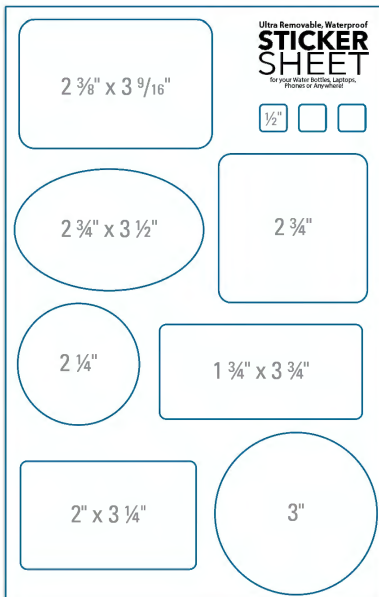 Ultra Removable, Waterproof
STICKER
SHEET
for your Water Bottles, Laptops,
Phones or Anywhere!
2 ⅜" x 3 9/16"
½"
2 ¾" x 3 ½"
2 ¾"
2 ¼"
1 ¾" x 3 ¾"
2" x 3 ¼"
3"